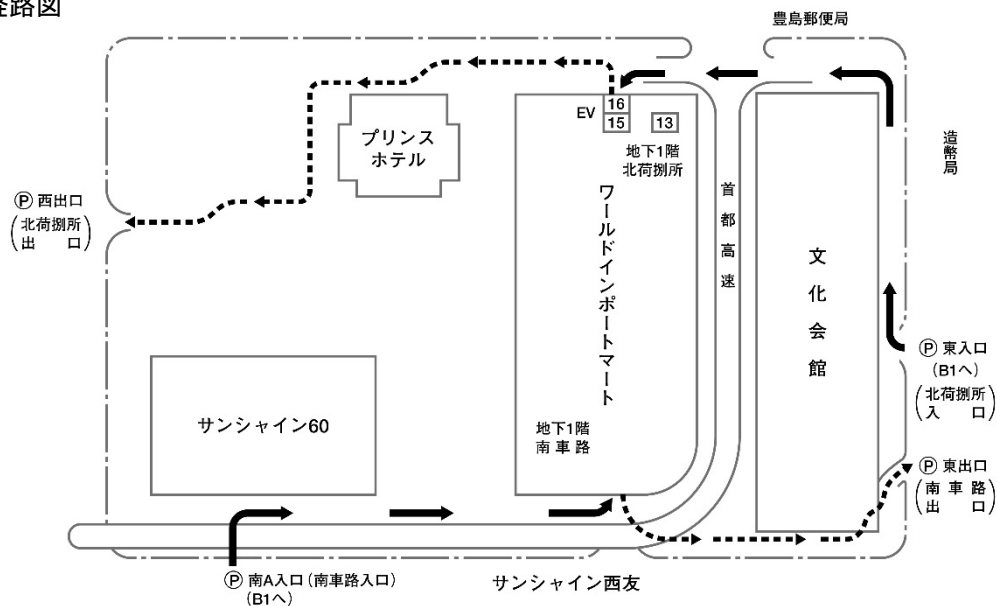 経路図
豊島郵便局
造幣局
EV
16
15
13
地下1階
北荷捌所
プリンス
ホテル
Ⓟ 西出口
(北荷捌所
出　口)
ワールドインポートマート
首都高速
文化会館
Ⓟ 東入口
(B1へ)
(北荷捌所
入　口)
サンシャイン60
地下1階
南車路
Ⓟ 東出口
(南車路
出　口)
Ⓟ 南A入口(南車路入口)
(B1へ)
サンシャイン西友